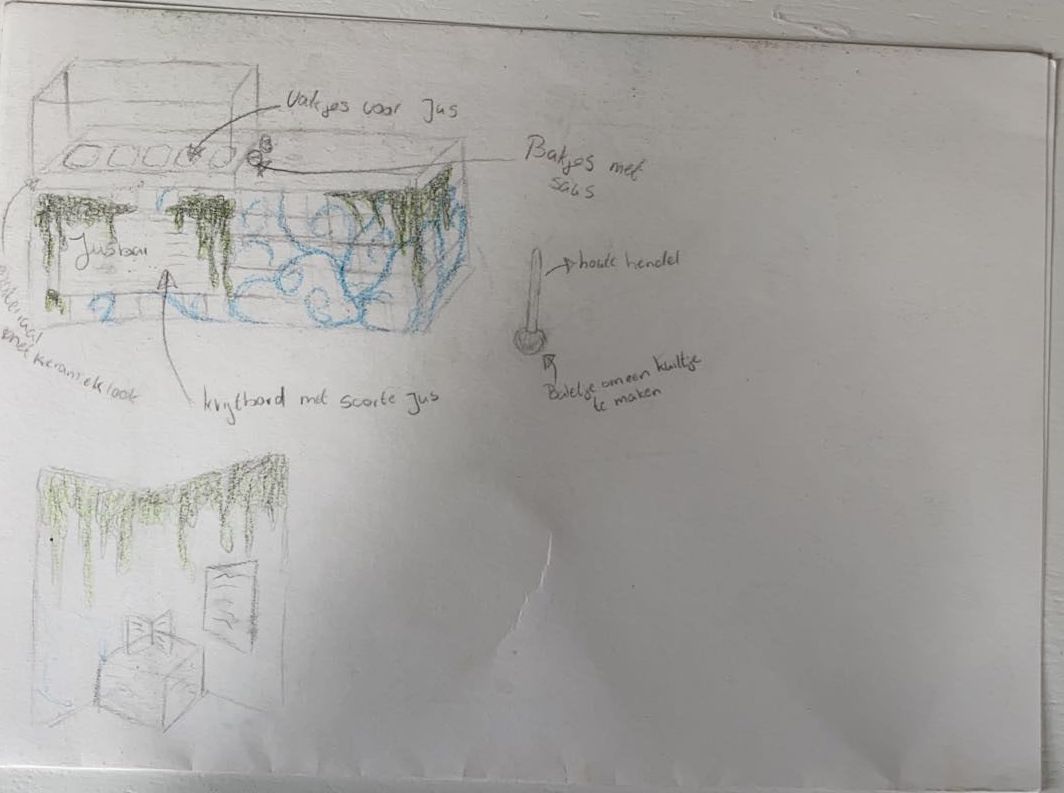 Vakjes voor Jus
Bakjes met
saus
Jusbar
houte hendel
materiaal
met keramiek look
Balletje om een kuiltje
te maken
krijtbord met soorte Jus